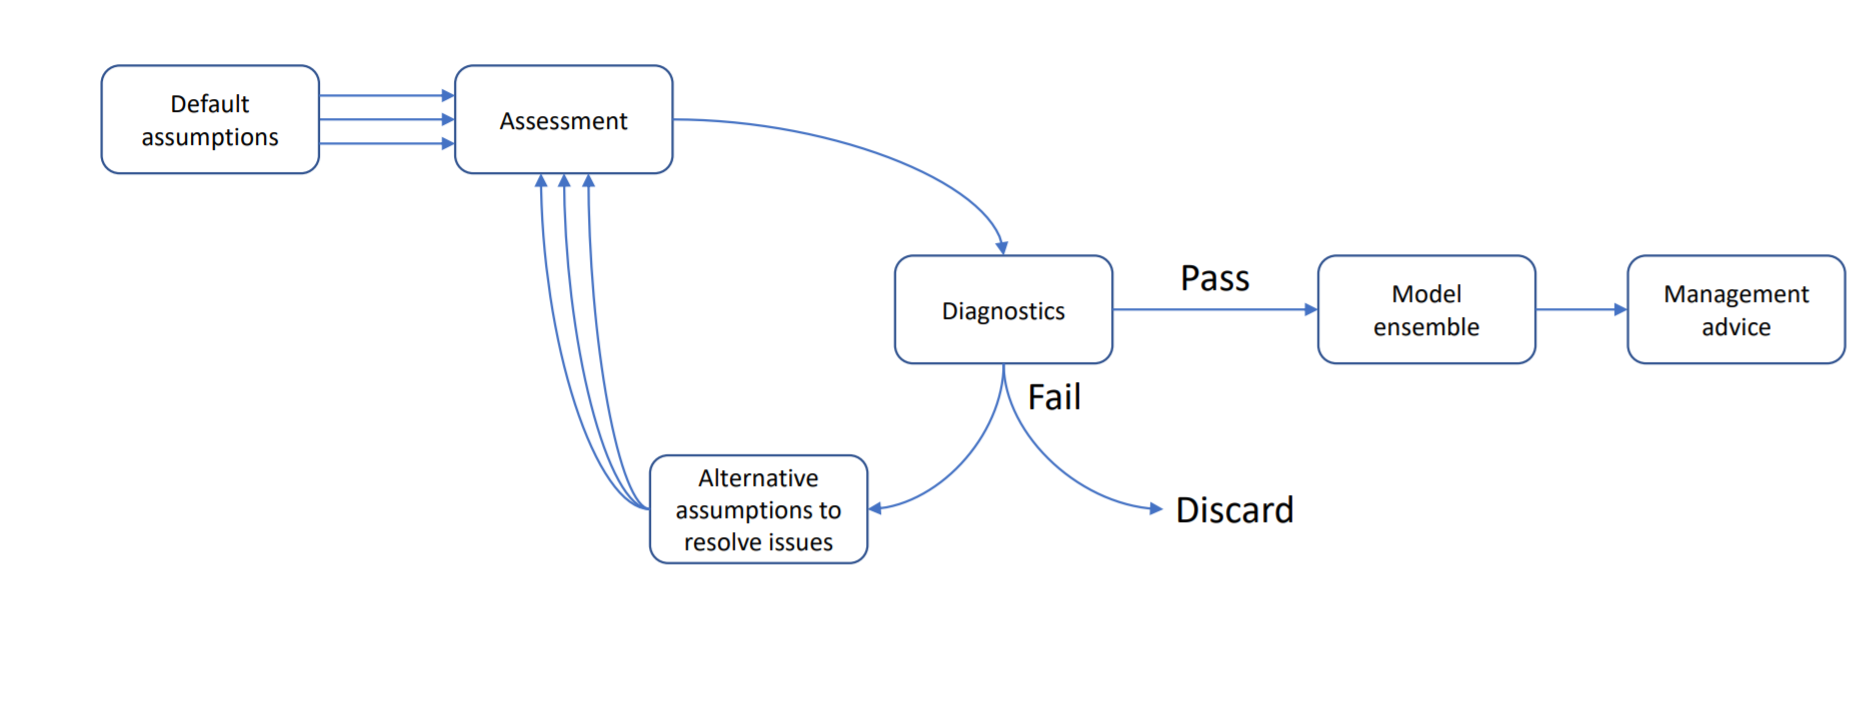 Default
assumptions
Assessment
Diagnostics
Pass
Model
ensemble
Management
advice
Fail
Alternative
assumptions to
resolve issues
Discard